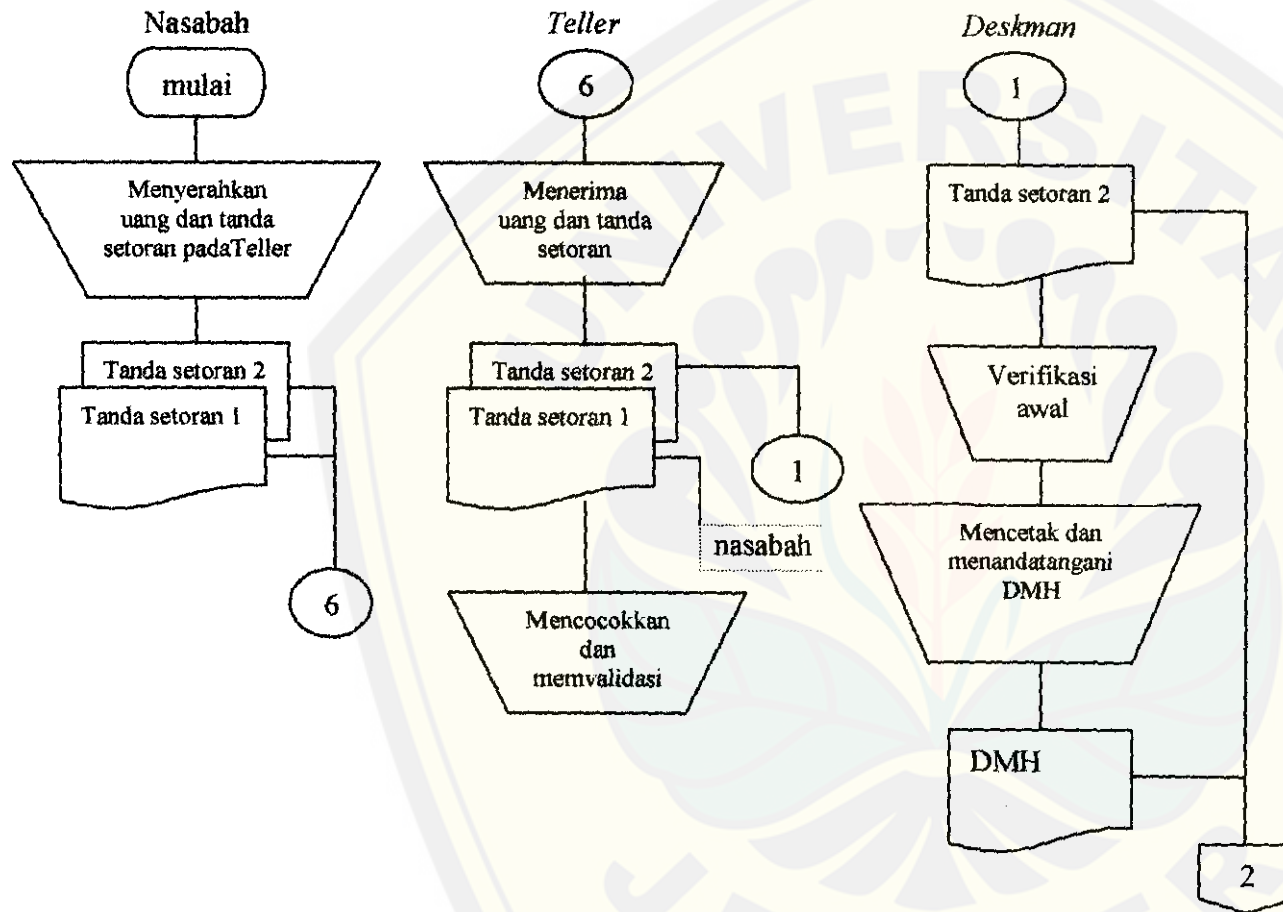 Nasabah
mulai
Menyerahkan
uang dan tanda
setoran padaTeller
Tanda setoran 2
Tanda setoran 1
6
Teller
6
Menerima
uang dan tanda
setoran
Tanda setoran 2
Tanda setoran 1
1
nasabah
Mencocokkan
dan
memvalidasi
Deskman
1
Tanda setoran 2
Verifikasi
awal
Mencetak dan
menandatangani
DMH
DMH
2
UNIVERSITA